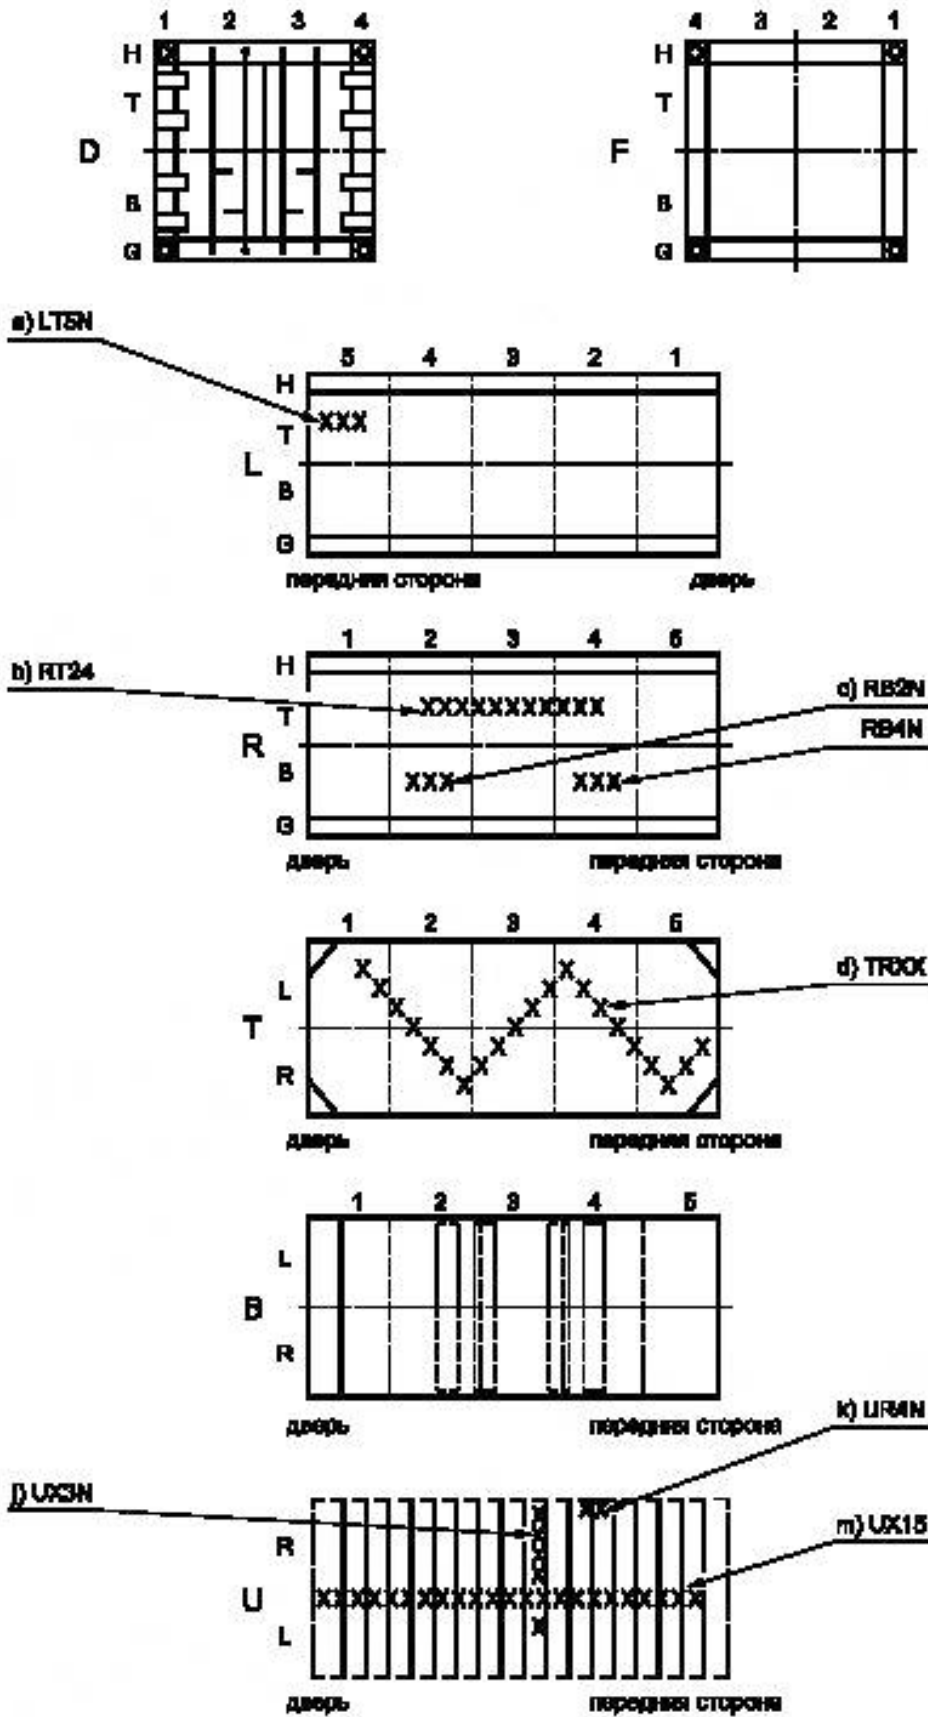 1 2 3 4
4 3 2 1
H H
T T
D F
B B
G G
a) LT5N
5 4 3 2 1
H
T XXX
L
B
G
передняя сторона дверь
1 2 3 4 5
b) RT24
H
c) RB2N
T XXXXXXXXXXX
RB4N
R
B XXX XXX
G
дверь передняя сторона
1 2 3 4 5
d) TRXX
L
T
R
дверь передняя сторона
1 2 3 4 5
L
B
R
дверь передняя сторона
k) UR4N
j) UX3N
m) UX15
R
U
L
дверь передняя сторона